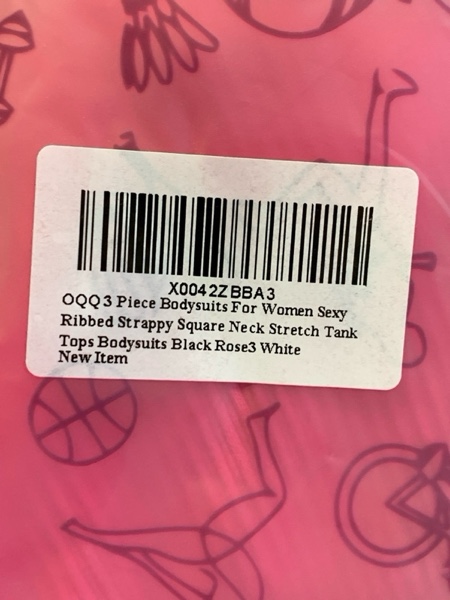 X0042ZBBA3
OQQ 3 Piece Bodysuits For Women Sexy
Ribbed Strappy Square Neck Stretch Tank
Tops Bodysuits Black Rose3 White
New Item